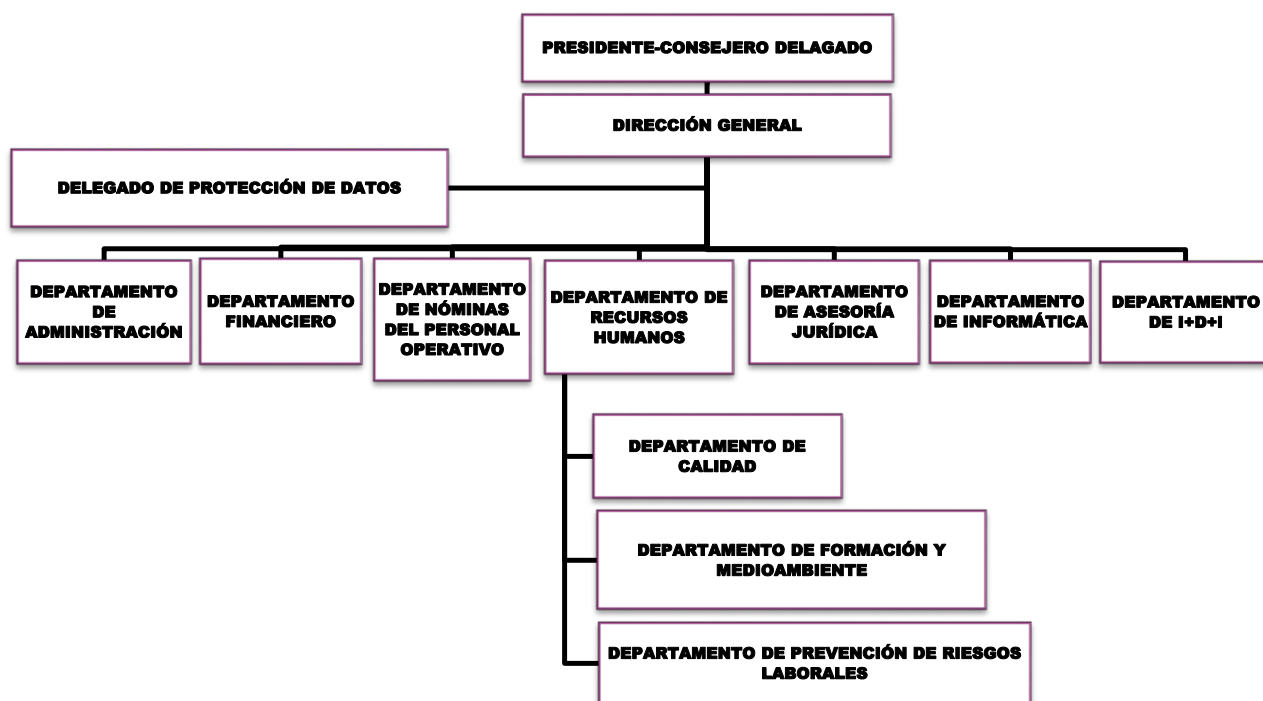 PRESIDENTE-CONSEJERO DELAGADO
DIRECCIÓN GENERAL
DELEGADO DE PROTECCIÓN DE DATOS
DEPARTAMENTO
DE
ADMINISTRACIÓN
DEPARTAMENTO
FINANCIERO
DEPARTAMENTO
DE NÓMINAS
DEL PERSONAL
OPERATIVO
DEPARTAMENTO DE
RECURSOS
HUMANOS
DEPARTAMENTO
DE ASESORÍA
JURÍDICA
DEPARTAMENTO
DE INFORMÁTICA
DEPARTAMENTO
DE I+D+I
DEPARTAMENTO DE
CALIDAD
DEPARTAMENTO DE FORMACIÓN Y
MEDIOAMBIENTE
DEPARTAMENTO DE PREVENCIÓN DE RIESGOS
LABORALES